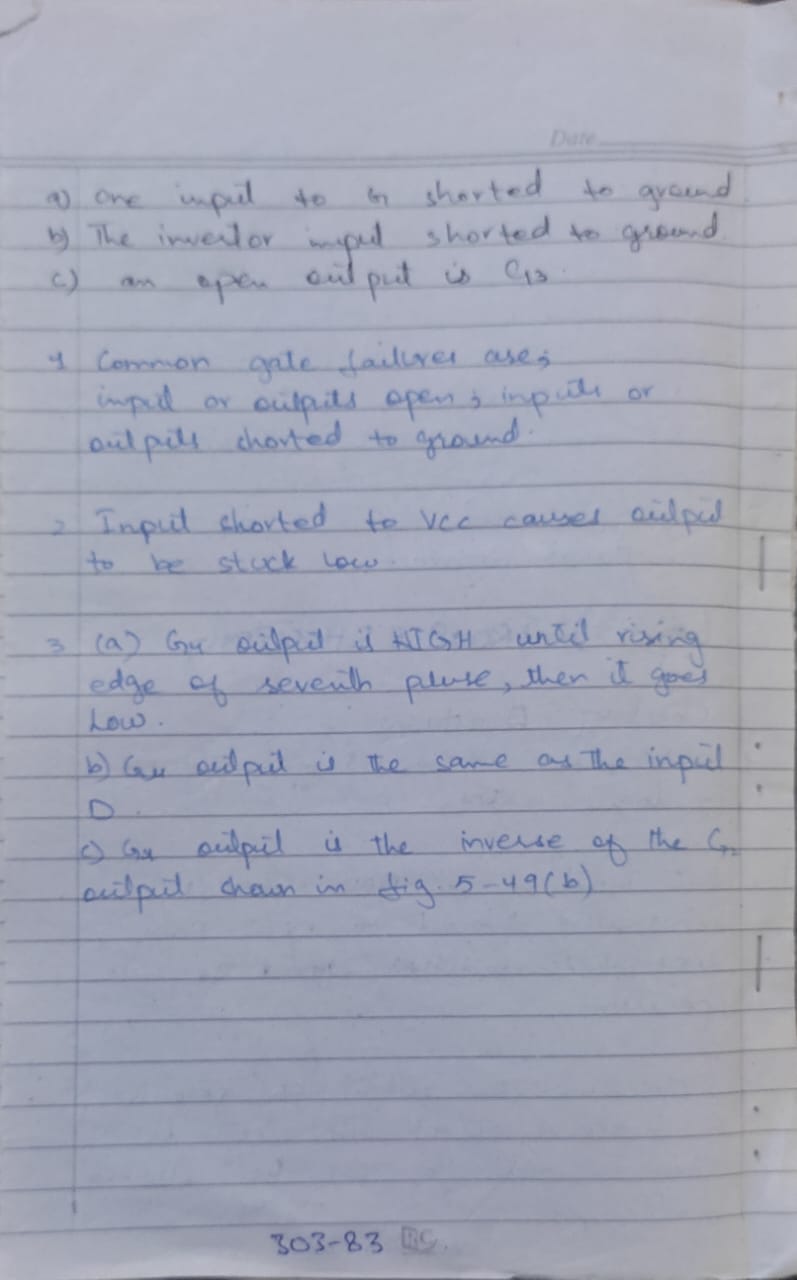 Date
a) one input to G1 shorted to ground
b) The invertor input shorted to ground.
c) an open output is G13.
1 Common gate failures are;
input or outputs open; inputs or
outputs shorted to ground.
2 Input shorted to Vcc causes output
to be stuck low.
3 (a) G4 output is HIGH until rising
edge of seventh pluse, then it goes
Low.
b) G4 output is the same as the input
D.
c) G4 output is the inverse of the G2
output shown in fig. 5-49(b)
303-83